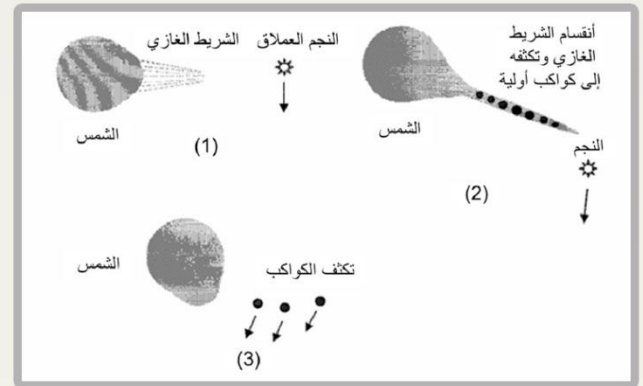 أنقسام الشريط
الغازي وتكثفه
إلى كواكب أولية
النجم العملاق
الشريط الغازي
الشمس
(1)
الشمس
النجم
(2)
الشمس
تكثف الكواكب
(3)